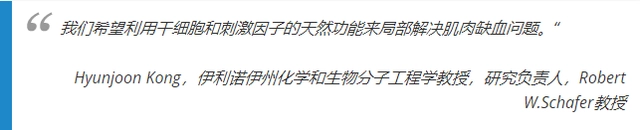 “我们希望利用干细胞和刺激因子的天然功能来局部解决肌肉缺血问题。“
Hyunjoon Kong，伊利诺伊州化学和生物分子工程学教授，研究负责人，Robert
W.Schafer教授